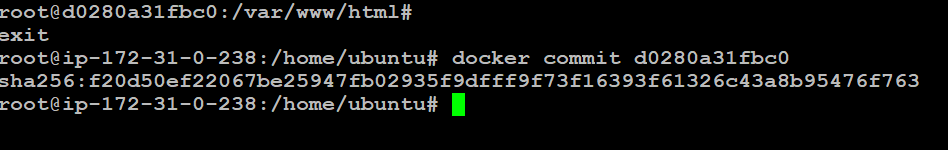 root@d0280a31fbc0:/var/www/html#
exit
root@ip-172-31-0-238:/home/ubuntu# docker commit d0280a31fbc0
sha256:f20d50ef22067be25947fb02935f9dfff9f73f16393f61326c43a8b95476f763
root@ip-172-31-0-238:/home/ubuntu#